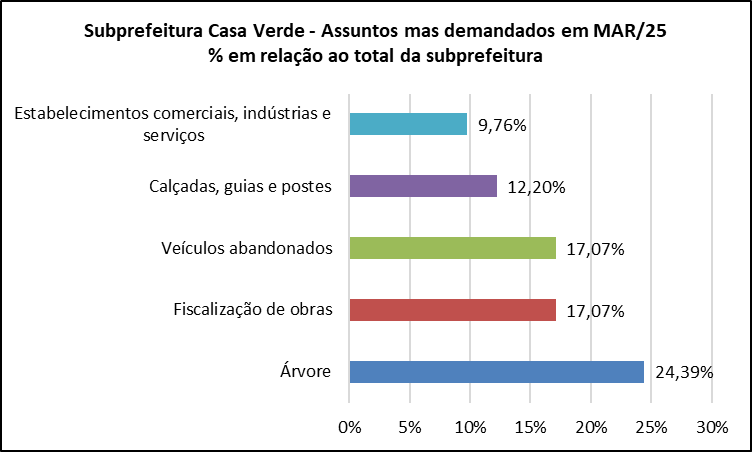 Subprefeitura Casa Verde - Assuntos mas demandados em MAR/25
% em relação ao total da subprefeitura
Estabelecimentos comerciais, indústrias e
serviços
9,76%
Calçadas, guias e postes
12,20%
Veículos abandonados
17,07%
Fiscalização de obras
17,07%
Árvore
24,39%
0% 5% 10% 15% 20% 25% 30%